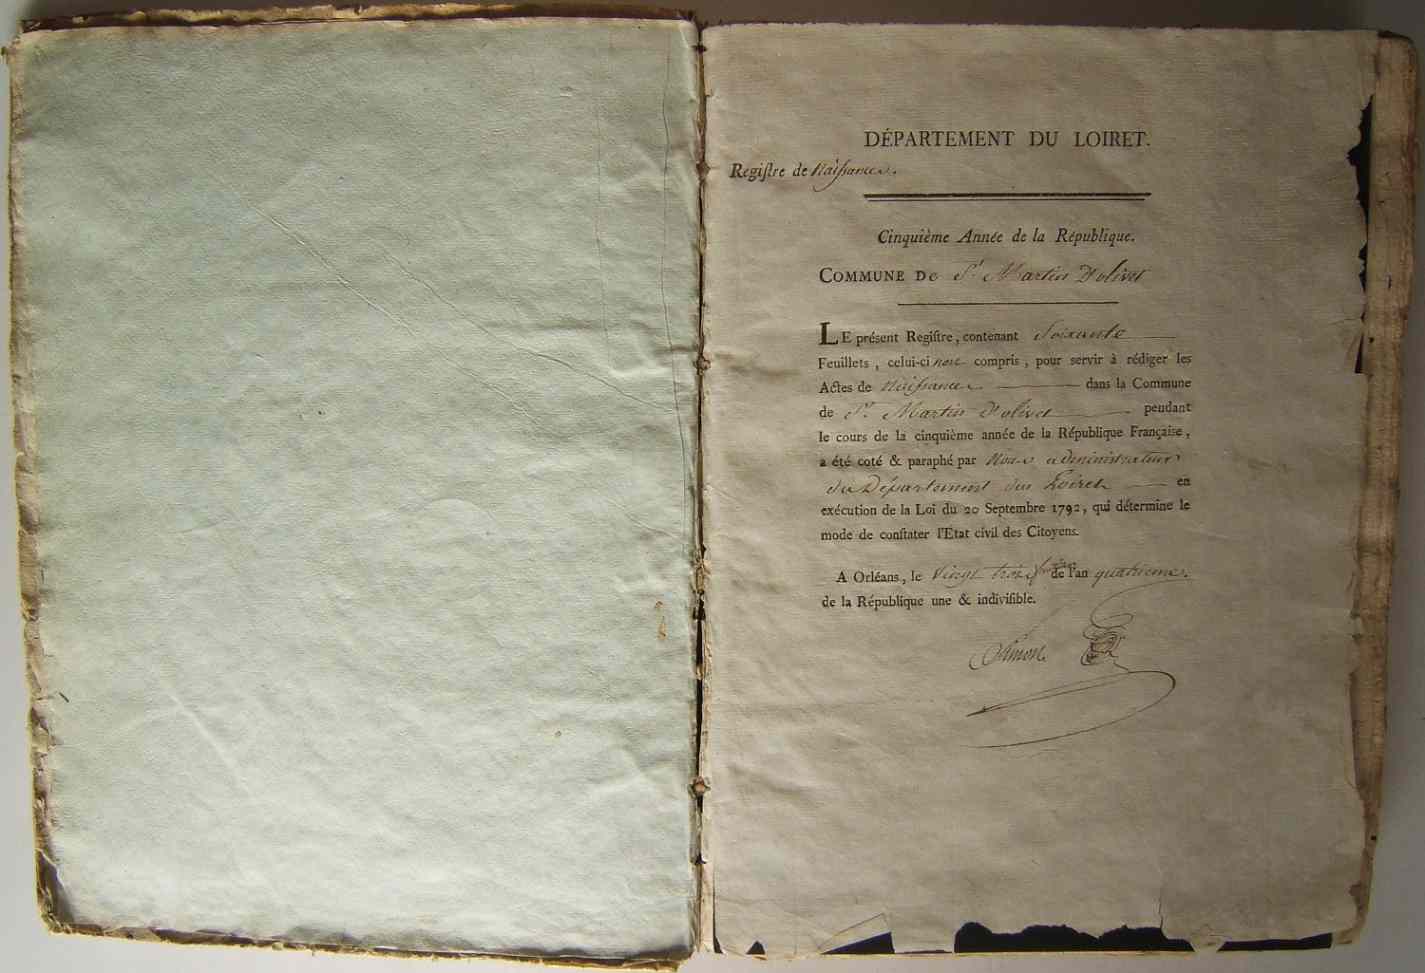 DÉPARTEMENT DU LOIRET.
Regiſtre de Naiſsances.
Cinquième Année de la République.
COMMUNE De St. Martin D'olivet
LE préſent Regiſtre, contenant Soixante
Feuillets, celui-ci non compris, pour ſervir à rédiger les
Actes de Naiſsances dans la Commune
de St. Martin D'olivet pendant
le cours de la cinquième année de la République Françaiſe,
a été coté & paraphé par Nous administrateur
du Département du Loiret en
exécution de la Loi du 20 Septembre 1792, qui détermine le
mode de conſtater l'Etat civil des Citoyens.
A Orléans, le Vingt trois de l'an quatrieme.
de la République une & indiviſible.